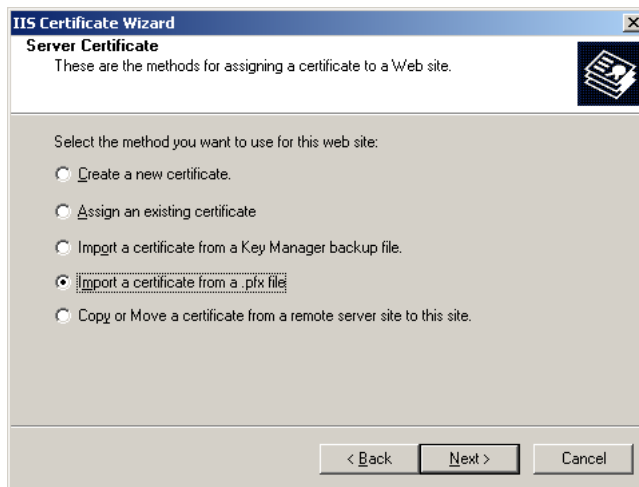 IIS Certificate Wizard
Server Certificate
These are the methods for assigning a certificate to a Web site.
Select the method you want to use for this web site:
Create a new certificate.
Assign an existing certificate
Import a certificate from a Key Manager backup file.
Import a certificate from a .pfx file
Copy or Move a certificate from a remote server site to this site.
< Back Next > Cancel